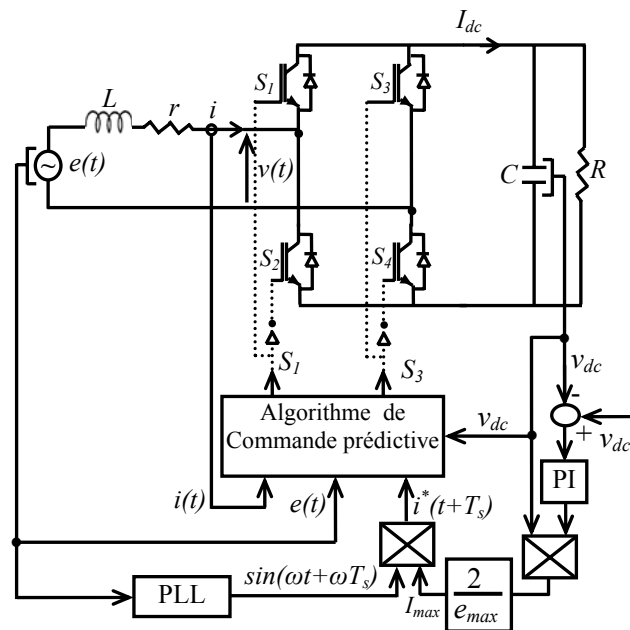 I_dc
S_1
S_3
L
r
i
e(t)
v(t)
C
R
S_2
S_4
S_1
S_3
v_dc
Algorithme de
Commande prédictive
v_dc
-
+
v_dc
PI
i(t)
e(t)
i^*(t+T_s)
sin(ωt+ωT_s)
PLL
I_max
2
e_max